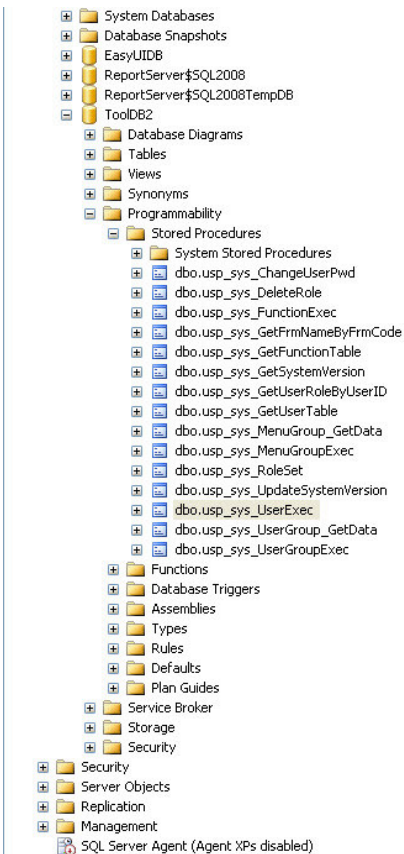 System Databases
Database Snapshots
EasyUIDB
ReportServer$SQL2008
ReportServer$SQL2008TempDB
ToolDB2
Database Diagrams
Tables
Views
Synonyms
Programmability
Stored Procedures
System Stored Procedures
dbo.usp_sys_ChangeUserPwd
dbo.usp_sys_DeleteRole
dbo.usp_sys_FunctionExec
dbo.usp_sys_GetFrmNameByFrmCode
dbo.usp_sys_GetFunctionTable
dbo.usp_sys_GetSystemVersion
dbo.usp_sys_GetUserRoleByUserID
dbo.usp_sys_GetUserTable
dbo.usp_sys_MenuGroup_GetData
dbo.usp_sys_MenuGroupExec
dbo.usp_sys_RoleSet
dbo.usp_sys_UpdateSystemVersion
dbo.usp_sys_UserExec
dbo.usp_sys_UserGroup_GetData
dbo.usp_sys_UserGroupExec
Functions
Database Triggers
Assemblies
Types
Rules
Defaults
Plan Guides
Service Broker
Storage
Security
Security
Server Objects
Replication
Management
SQL Server Agent (Agent XPs disabled)